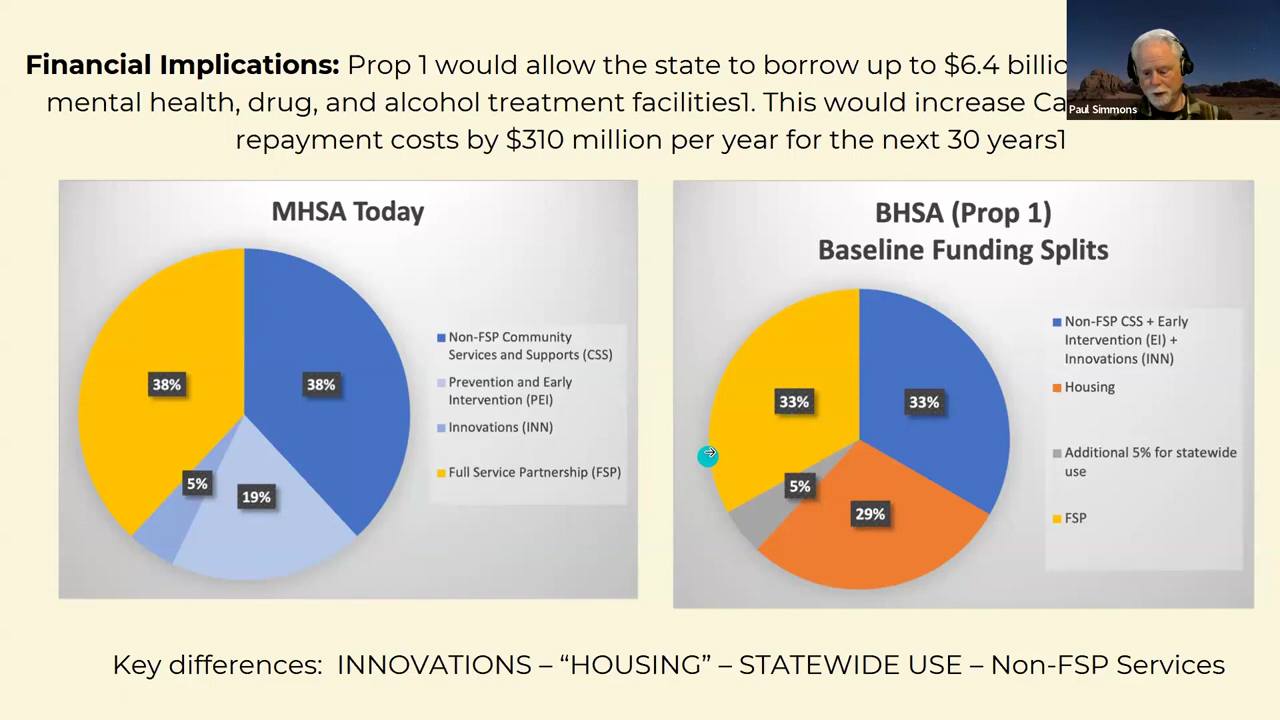 Financial Implications: Prop 1 would allow the state to borrow up to $6.4 billio
mental health, drug, and alcohol treatment facilities1. This would increase Ca
repayment costs by $310 million per year for the next 30 years1
Paul Simmons
MHSA Today
38%
38%
5%
19%
Non-FSP Community
Services and Supports (CSS)
Prevention and Early
Intervention (PEI)
Innovations (INN)
Full Service Partnership (FSP)
BHSA (Prop 1)
Baseline Funding Splits
33%
33%
5%
29%
Non-FSP CSS + Early
Intervention (EI) +
Innovations (INN)
Housing
Additional 5% for statewide
use
FSP
Key differences: INNOVATIONS – “HOUSING” – STATEWIDE USE – Non-FSP Services